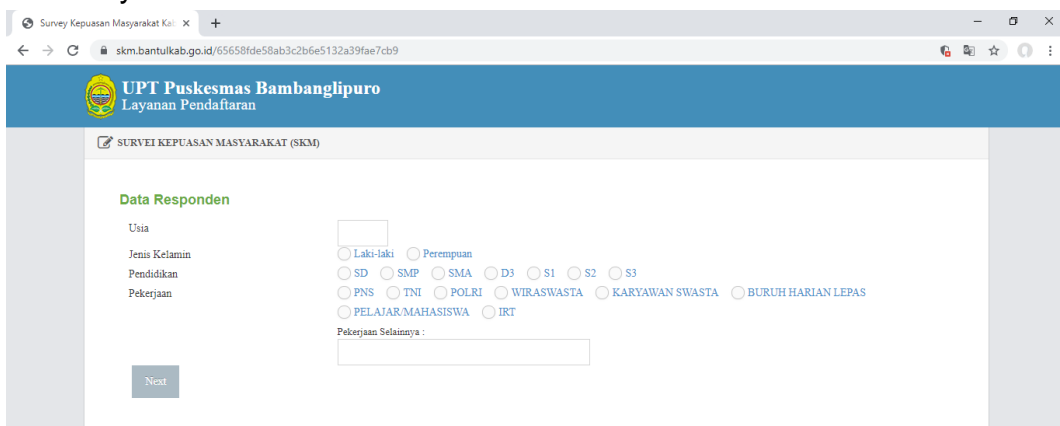 Survey Kepuasan Masyarakat Kab
skm.bantulkab.go.id/65658fde58ab3c2b6e5132a39fae7cb9
UPT Puskesmas Bambanglipuro
Layanan Pendaftaran
SURVEI KEPUASAN MASYARAKAT (SKM)
Data Responden
Usia
Jenis Kelamin Laki-laki Perempuan
Pendidikan SD SMP SMA D3 S1 S2 S3
Pekerjaan PNS TNI POLRI WIRASWASTA KARYAWAN SWASTA BURUH HARIAN LEPAS
PELAJAR/MAHASISWA IRT
Pekerjaan Selainnya :
Next